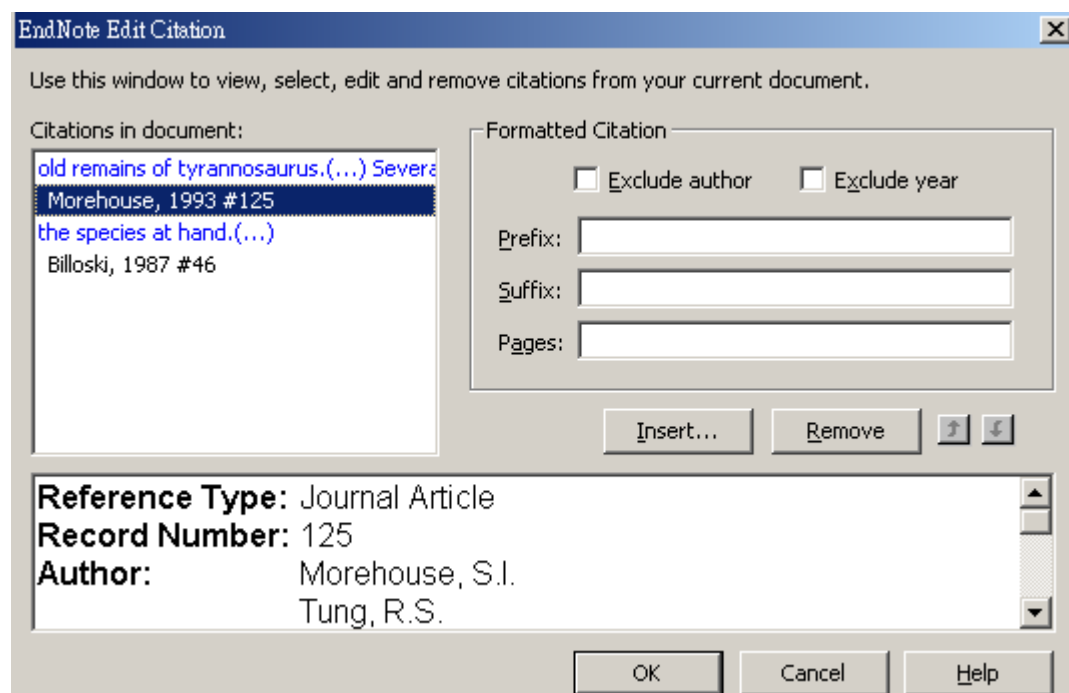 EndNote Edit Citation
Use this window to view, select, edit and remove citations from your current document.
Citations in document:
old remains of tyrannosaurus.(...) Severa
Morehouse, 1993 #125
the species at hand.(...)
Billoski, 1987 #46
Formatted Citation
Exclude author Exclude year
Prefix:
Suffix:
Pages:
Insert... Remove
Reference Type: Journal Article
Record Number: 125
Author: Morehouse, S.I.
Tung, R.S.
OK Cancel Help